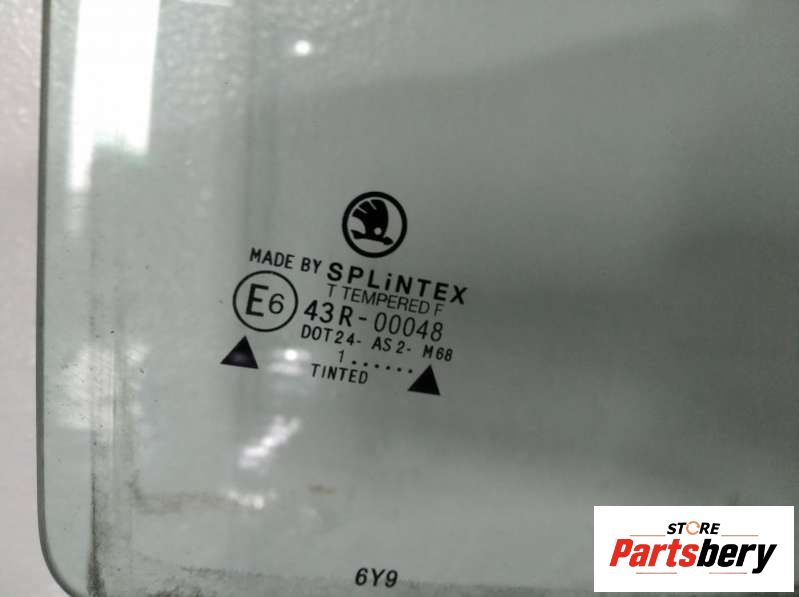 MADE BY SPLiNTEX
T TEMPERED F
E6 43R-00048
DOT24- AS2- M68
1......
TINTED
6Y9
STORE
Partsbery